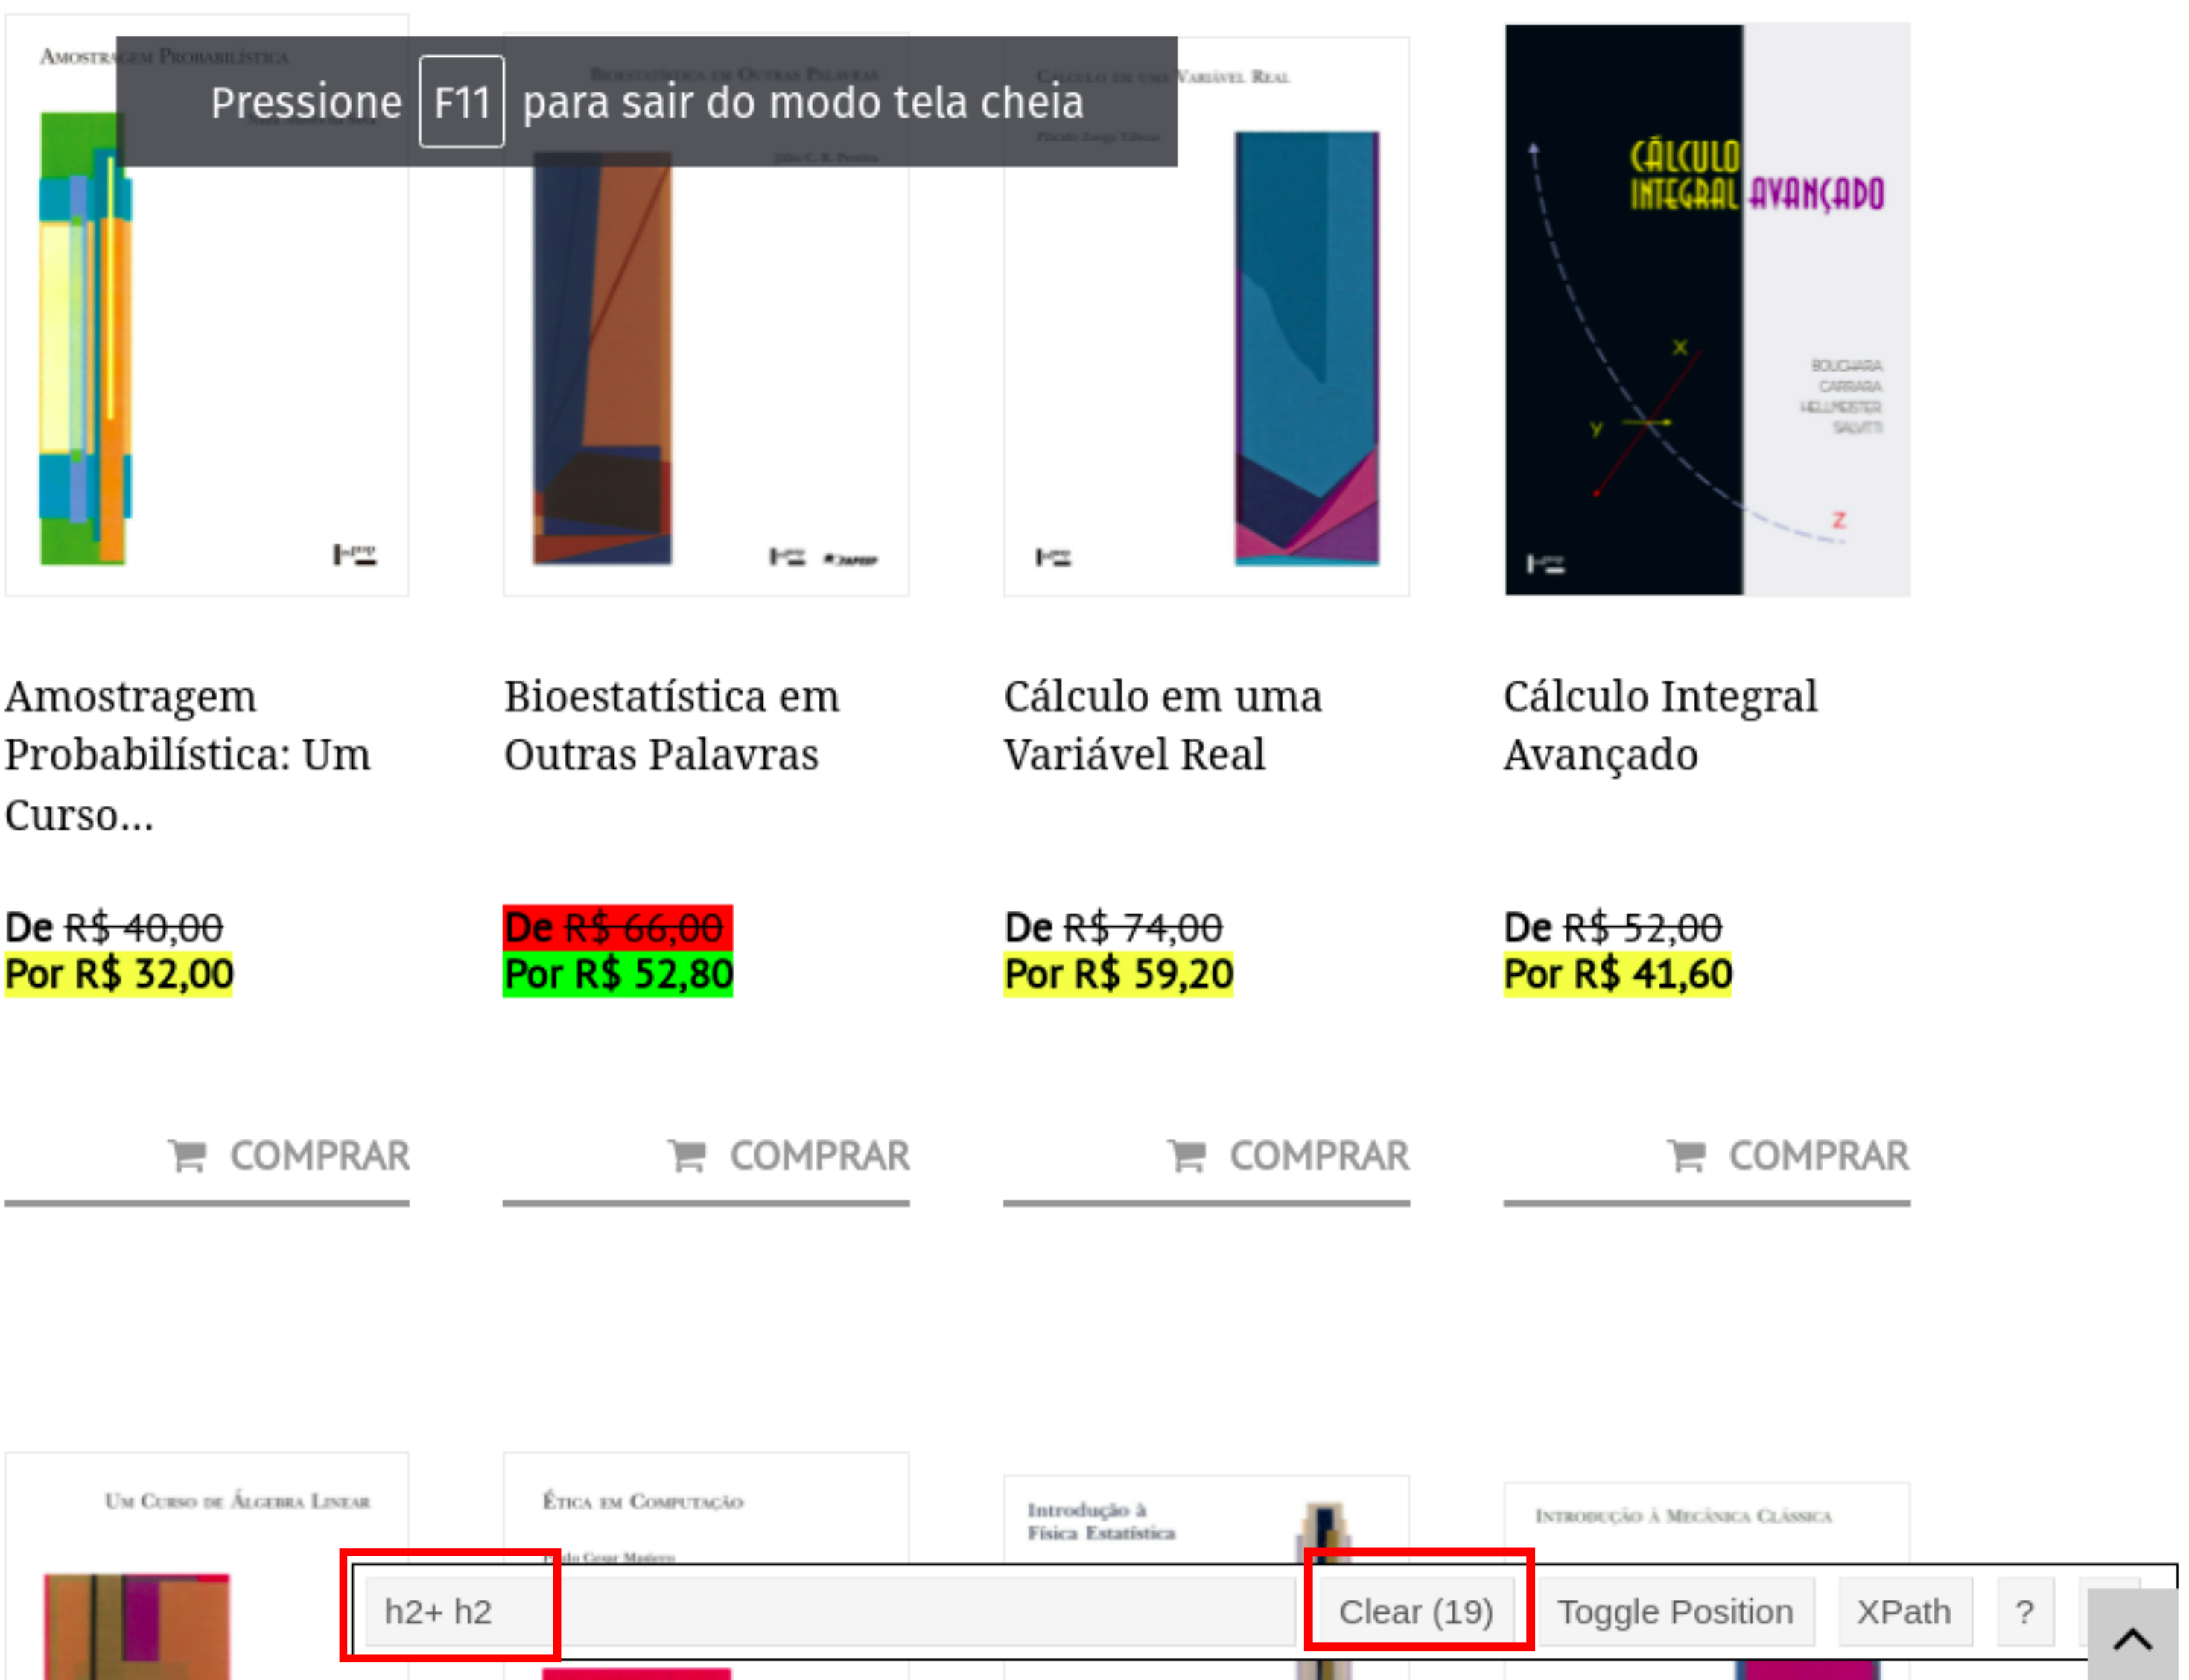 AMOSTRAGEM PROBABILÍSTICA
BIOESTATÍSTICA EM OUTRAS PALAVRAS
CÁLCULO EM UMA VARIÁVEL REAL
Pressione F11 para sair do modo tela cheia
Júlio C. R. Pereira
CÁLCULO
INTEGRAL AVANÇADO
X
BOUCHARA
CARRARA
HELLMEISTER
SALVITTI
y
Z
Amostragem
Probabilística: Um
Curso...
Bioestatística em
Outras Palavras
Cálculo em uma
Variável Real
Cálculo Integral
Avançado
De R$ 40,00
Por R$ 32,00
De R$ 66,00
Por R$ 52,80
De R$ 74,00
Por R$ 59,20
De R$ 52,00
Por R$ 41,60
COMPRAR
COMPRAR
COMPRAR
COMPRAR
UM CURSO DE ÁLGEBRA LINEAR
ÉTICA EM COMPUTAÇÃO
Introdução à
Física Estatística
INTRODUÇÃO À MECÂNICA CLÁSSICA
h2+ h2
Clear (19)
Toggle Position
XPath
?